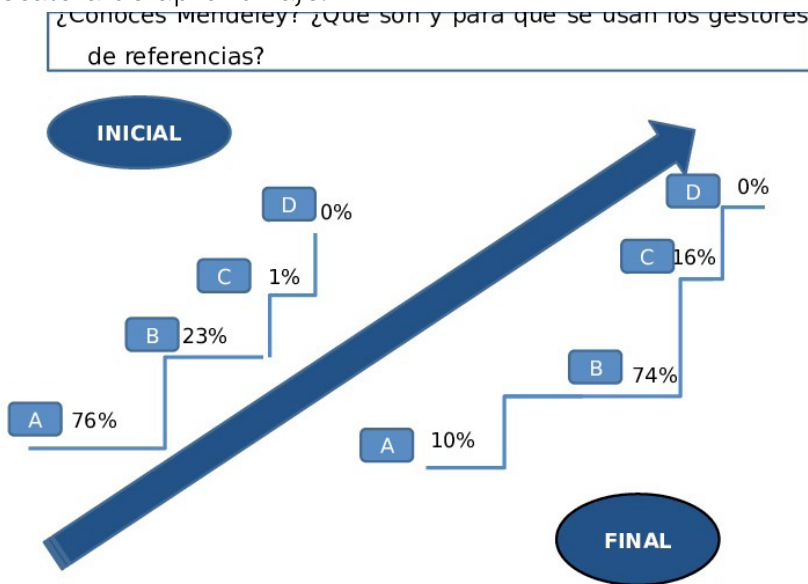 ¿Conoces Mendeley? ¿Qué son y para qué se usan los gestores
de referencias?
INICIAL
D 0%
C 1%
B 23%
A 76%
D 0%
C 16%
B 74%
A 10%
FINAL